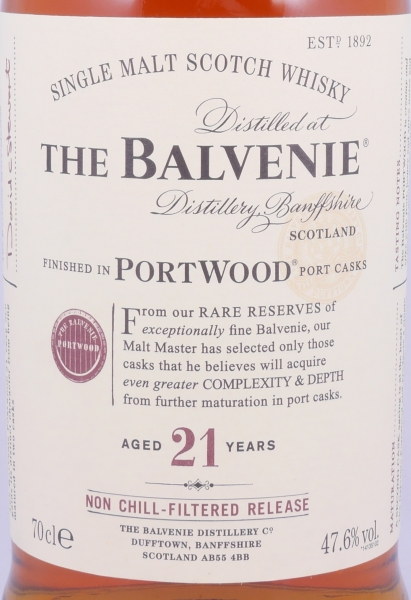 ESTD 1892
SINGLE MALT SCOTCH WHISKY
Distilled at
THE BALVENIE®
Distillery, Banffshire
SCOTLAND
FINISHED IN PORTWOOD® PORT CASKS
THE BALVENIE
PORTWOOD
From our RARE RESERVES of
exceptionally fine Balvenie, our
Malt Master has selected only those
casks that he believes will acquire
even greater COMPLEXITY & DEPTH
from further maturation in port casks.
AGED 21 YEARS
NON CHILL-FILTERED RELEASE
70cl e
THE BALVENIE DISTILLERY Co
DUFFTOWN, BANFFSHIRE
SCOTLAND AB55 4BB
47.6% vol.
TASTING NOTES
MATURATION